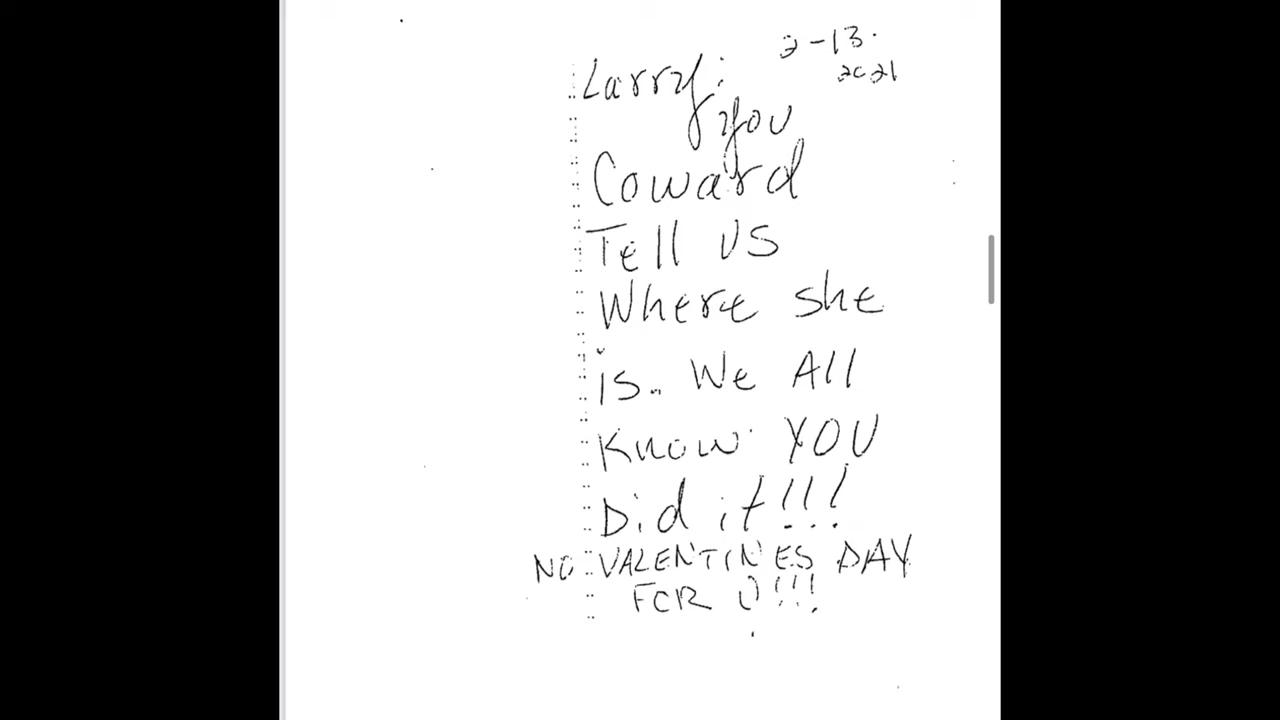 2-13.
2021
Larry:
You
Coward
Tell US
Where she
is. We All
Know YOU
Did it!!!
NO VALENTINES DAY
FOR U!!!